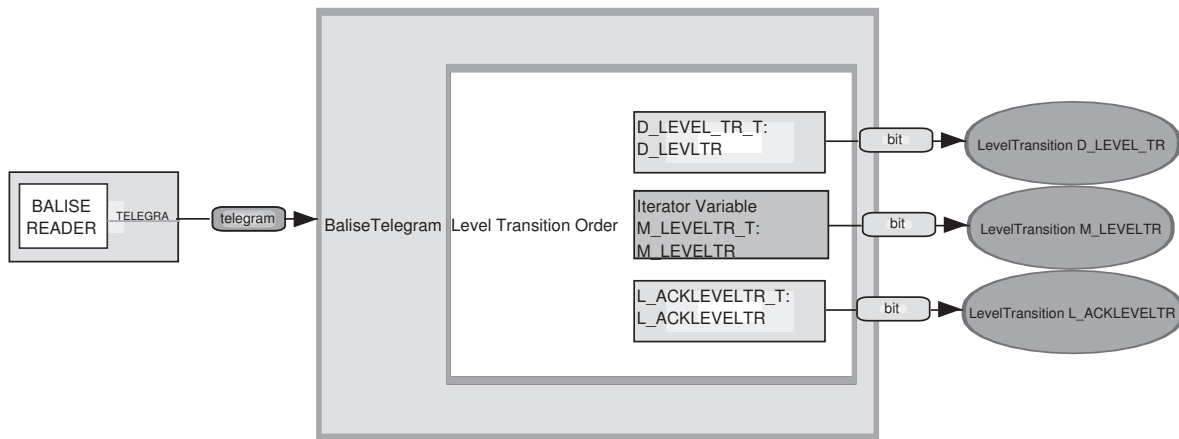 BALISE
READER
TELEGRA
telegram
BaliseTelegram
Level Transition Order
D_LEVEL_TR_T:
D_LEVLTR
Iterator Variable
M_LEVELTR_T:
M_LEVELTR
L_ACKLEVELTR_T:
L_ACKLEVELTR
bit
LevelTransition D_LEVEL_TR
bit
LevelTransition M_LEVELTR
bit
LevelTransition L_ACKLEVELTR